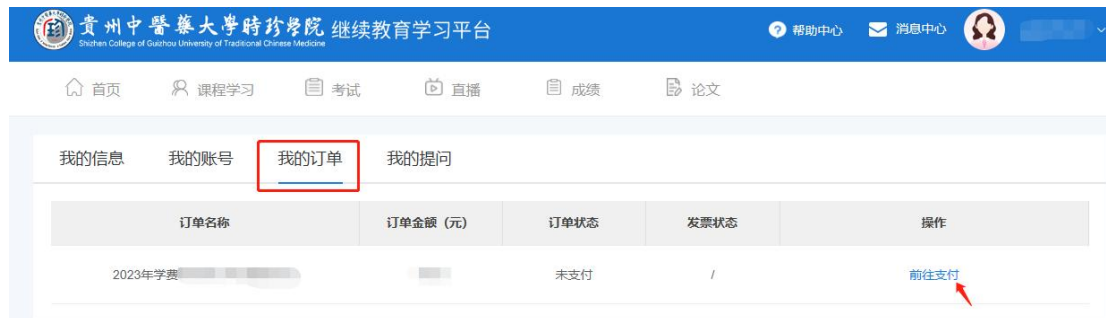 貴州中醫藥大學時珍學院 继续教育学习平台 帮助中心 消息中心
Shizhen College of Guizhou University of Traditional Chinese Medicine
首页 课程学习 考试 直播 成绩 论文
我的信息 我的账号 我的订单 我的提问
订单名称 订单金额（元） 订单状态 发票状态 操作
2023年学费 未支付 / 前往支付